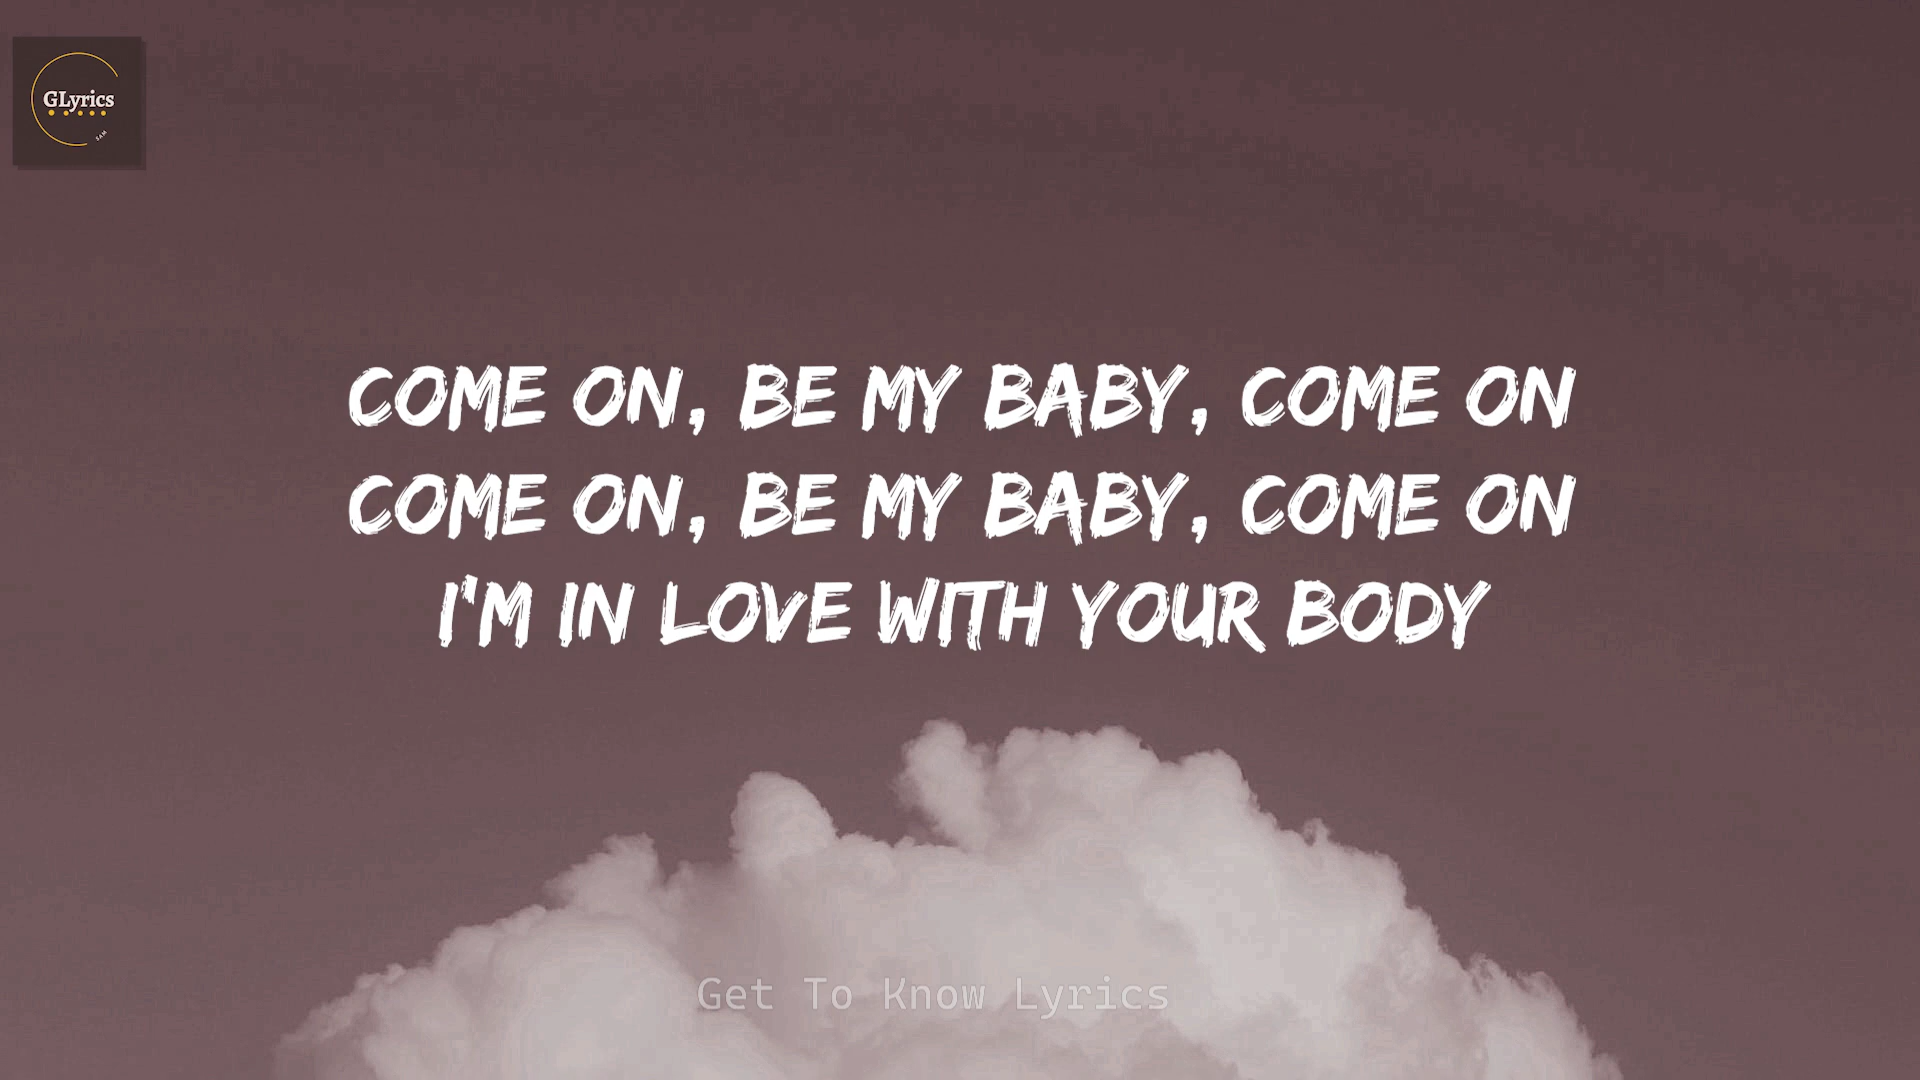 GLyrics
SAM
COME ON, BE MY BABY, COME ON
COME ON, BE MY BABY, COME ON
I'M IN LOVE WITH YOUR BODY
Get To Know Lyrics